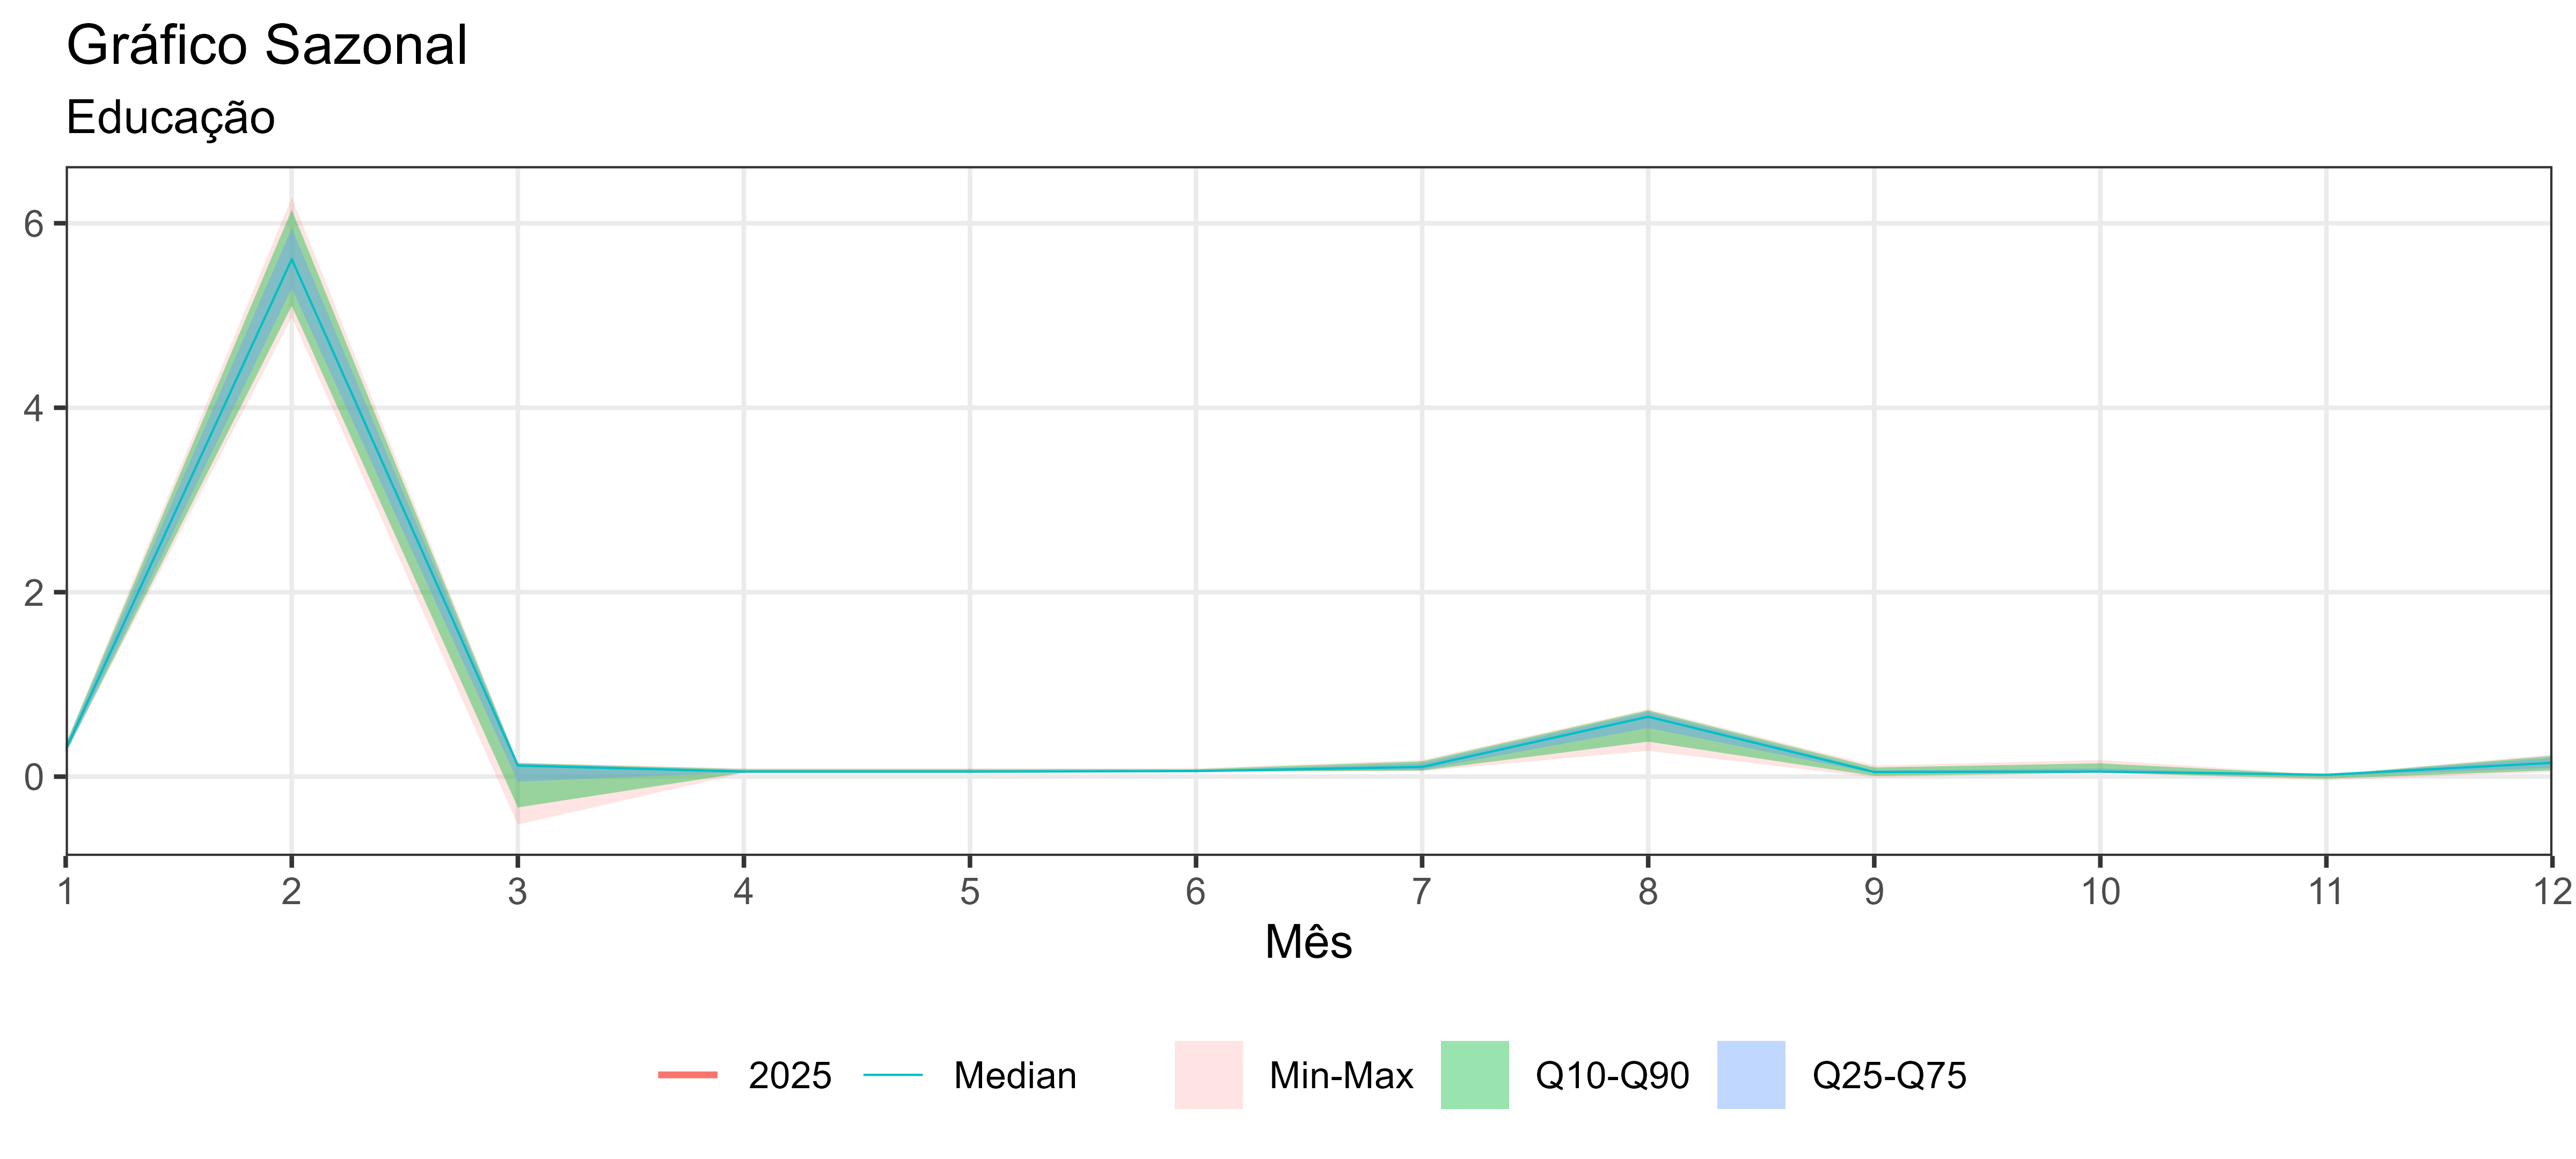 Gráfico Sazonal
Educação
6
4
2
0
1 2 3 4 5 6 7 8 9 10 11 12
Mês
2025 Median Min-Max Q10-Q90 Q25-Q75